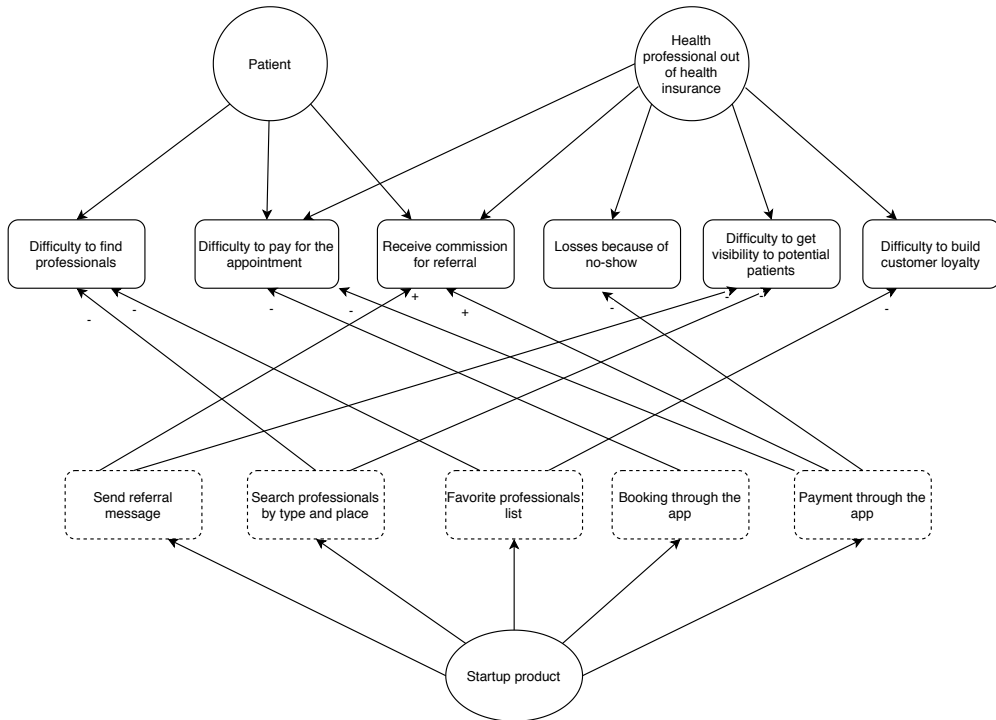 Patient
Health
professional out
of health
insurance
Difficulty to find
professionals
Difficulty to pay for the
appointment
Receive commission
for referral
Losses because of
no-show
Difficulty to get
visibility to potential
patients
Difficulty to build
customer loyalty
-
-
-
-
+
+
-
-
-
-
Send referral
message
Search professionals
by type and place
Favorite professionals
list
Booking through the
app
Payment through the
app
Startup product